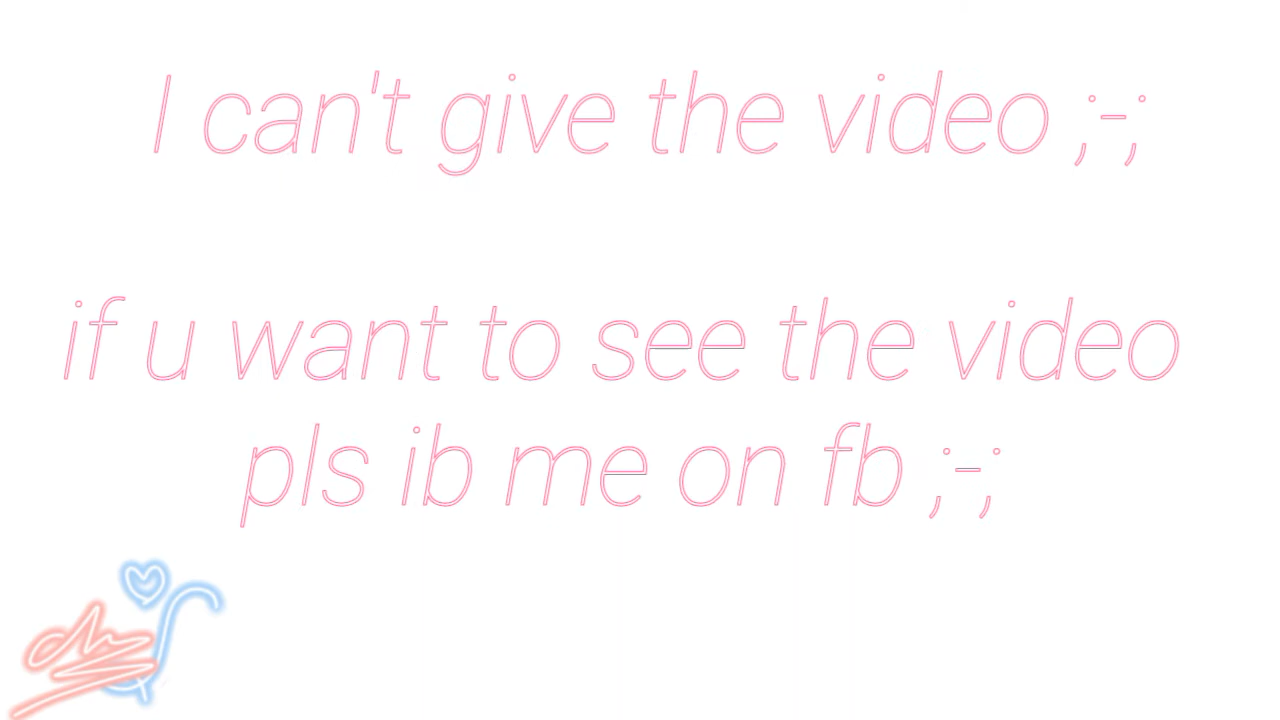 I can't give the video ;-;
if u want to see the video
pls ib me on fb ;-;